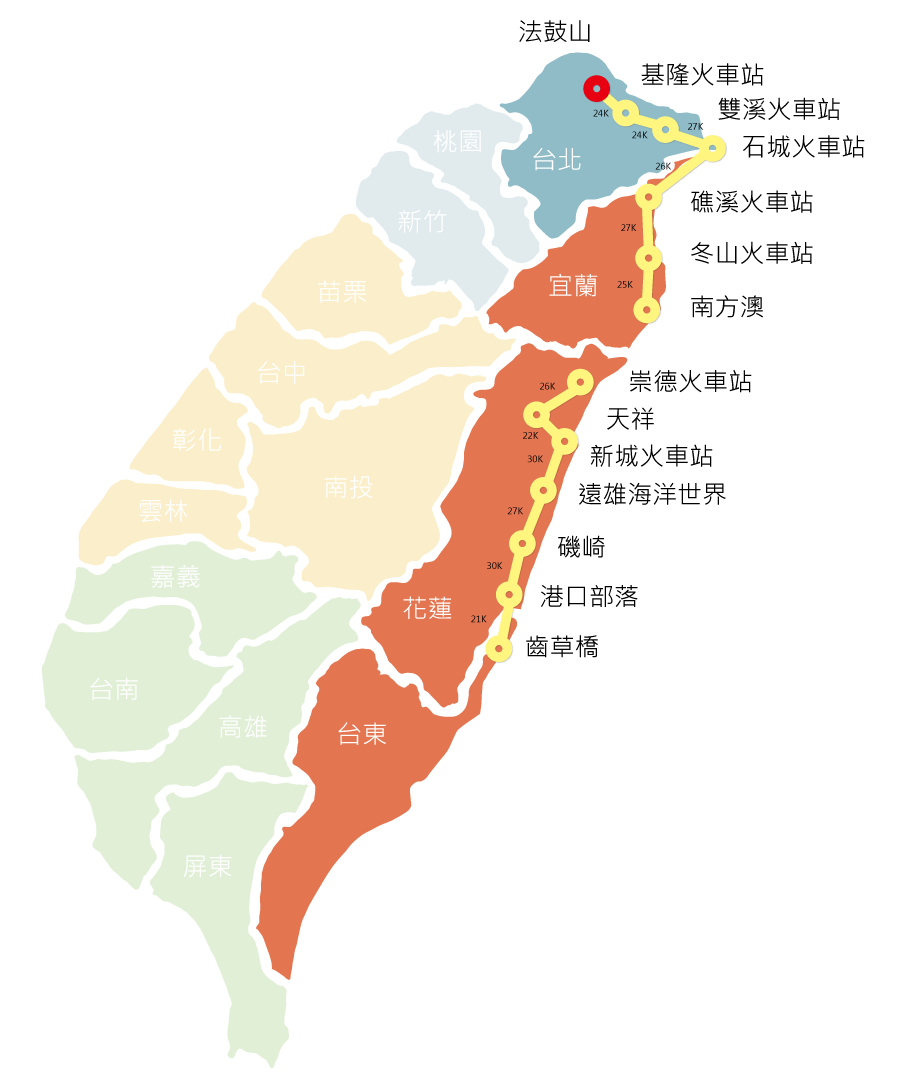 法鼓山
基隆火車站
24K
雙溪火車站
27K
24K
桃園
石城火車站
台北
26K
礁溪火車站
新竹
27K
冬山火車站
宜蘭
25K
苗栗
南方澳
台中
26K
崇德火車站
天祥
22K
彰化
新城火車站
30K
南投
遠雄海洋世界
雲林
27K
磯崎
30K
嘉義
港口部落
花蓮
21K
齒草橋
台南
高雄
台東
屏東